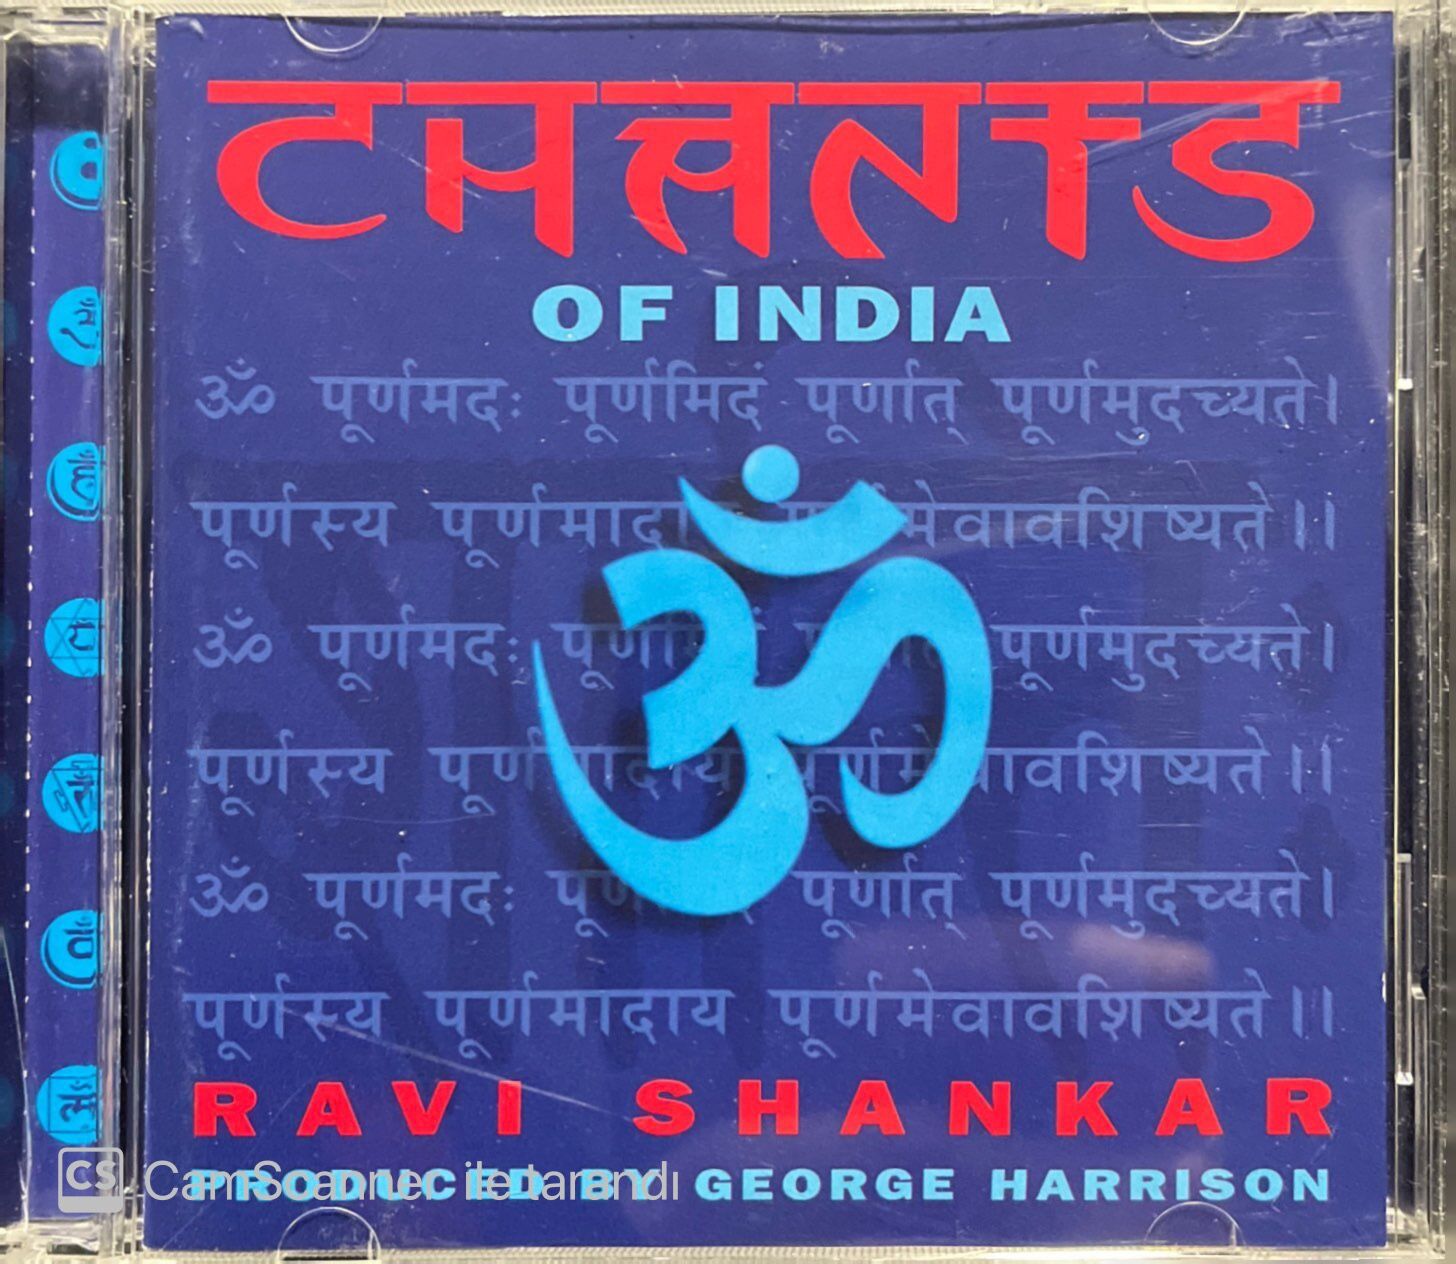 CHANTS
OF INDIA
ॐ पूर्णमदः पूर्णमिदं पूर्णात् पूर्णमुदच्यते।
पूर्णस्य पूर्णमादाय पूर्णमेवावशिष्यते।।
ॐ पूर्णमदः पूर्णमिदं पूर्णात् पूर्णमुदच्यते।
पूर्णस्य पूर्णमादाय पूर्णमेवावशिष्यते।।
ॐ
ॐ पूर्णमदः पूर्णात् पूर्णमुदच्यते।
पूर्णस्य पूर्णमादाय पूर्णमेवावशिष्यते।।
RAVI SHANKAR
PRODUCED BY GEORGE HARRISON
CS CamScanner ile tarandı